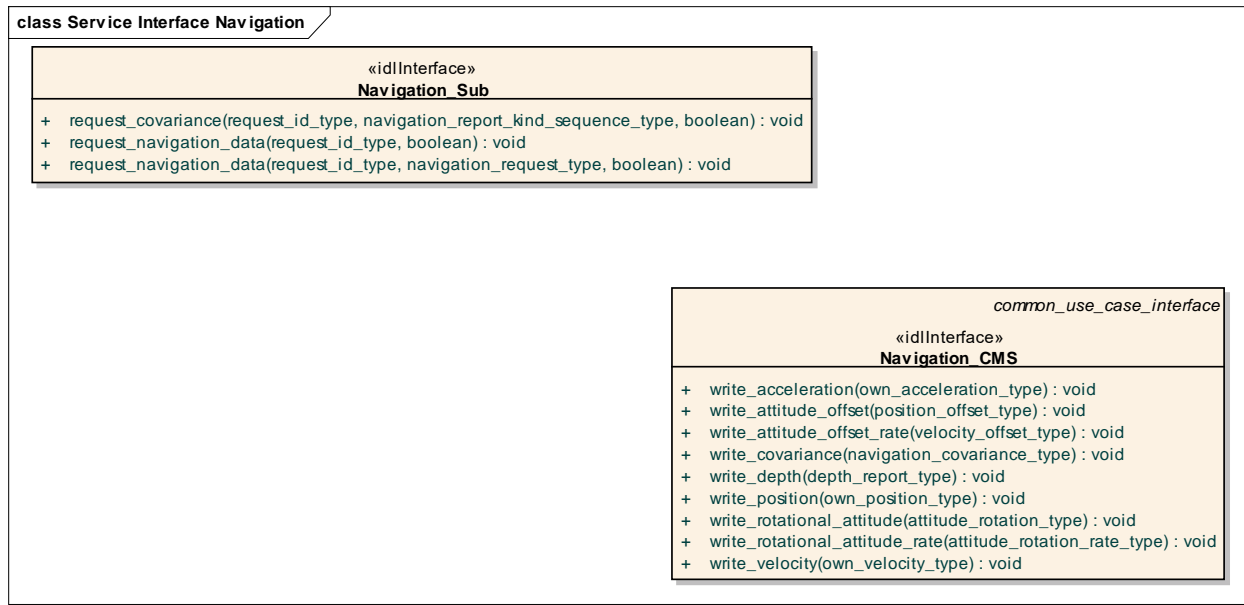 class Service Interface Navigation
«idlInterface»
Navigation_Sub
+ request_covariance(request_id_type, navigation_report_kind_sequence_type, boolean) : void
+ request_navigation_data(request_id_type, boolean) : void
+ request_navigation_data(request_id_type, navigation_request_type, boolean) : void
common_use_case_interface
«idlInterface»
Navigation_CMS
+ write_acceleration(own_acceleration_type) : void
+ write_attitude_offset(position_offset_type) : void
+ write_attitude_offset_rate(velocity_offset_type) : void
+ write_covariance(navigation_covariance_type) : void
+ write_depth(depth_report_type) : void
+ write_position(own_position_type) : void
+ write_rotational_attitude(attitude_rotation_type) : void
+ write_rotational_attitude_rate(attitude_rotation_rate_type) : void
+ write_velocity(own_velocity_type) : void